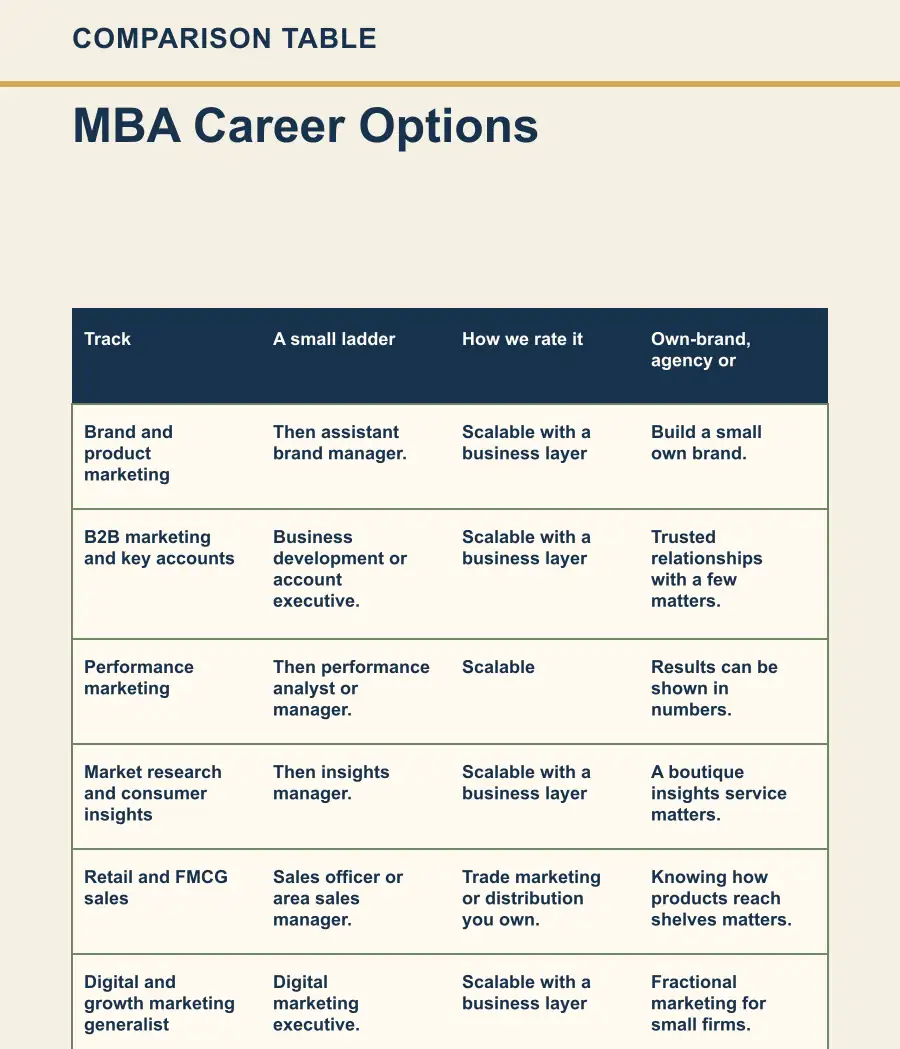 COMPARISON TABLE
MBA Career Options
Track
A small ladder
How we rate it
Own-brand,
agency or
Brand and
product
marketing
Then assistant
brand manager.
Scalable with a
business layer
Build a small
own brand.
B2B marketing
and key accounts
Business
development or
account
executive.
Scalable with a
business layer
Trusted
relationships
with a few
matters.
Performance
marketing
Then performance
analyst or
manager.
Scalable
Results can be
shown in
numbers.
Market research
and consumer
insights
Then insights
manager.
Scalable with a
business layer
A boutique
insights service
matters.
Retail and FMCG
sales
Sales officer or
area sales
manager.
Trade marketing
or distribution
you own.
Knowing how
products reach
shelves matters.
Digital and
growth marketing
generalist
Digital
marketing
executive.
Scalable with a
business layer
Fractional
marketing for
small firms.